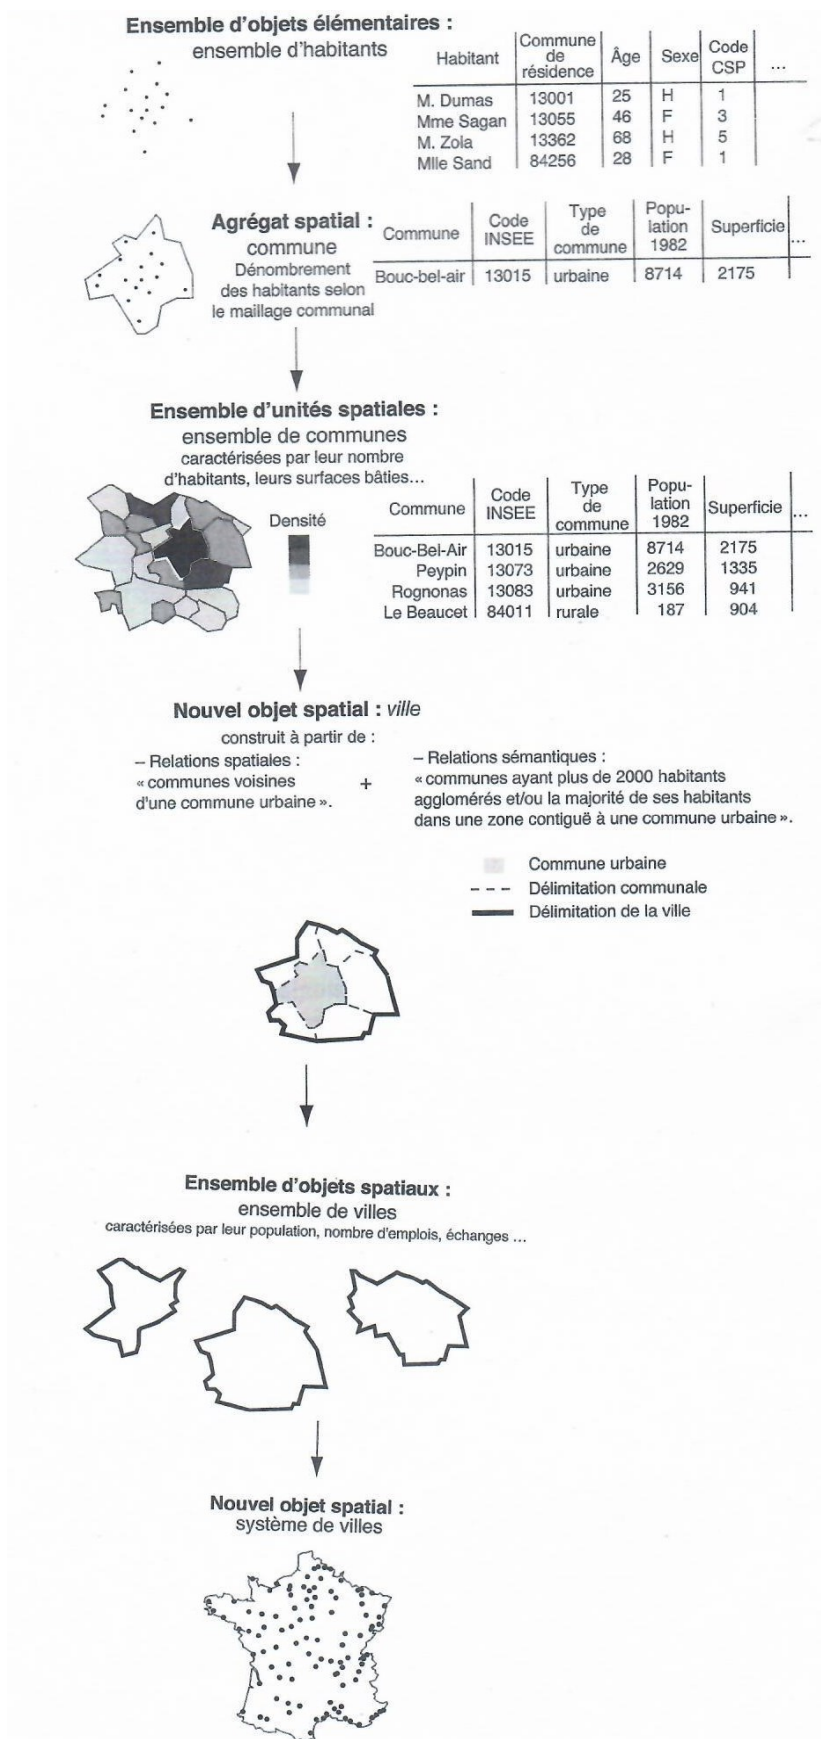 Ensemble d'objets élémentaires :
ensemble d'habitants
Habitant | Commune de résidence | Âge | Sexe | Code CSP | ...
M. Dumas | 13001 | 25 | H | 1
Mme Sagan | 13055 | 46 | F | 3
M. Zola | 13362 | 68 | H | 5
Mlle Sand | 84256 | 28 | F | 1
Agrégat spatial :
commune
Dénombrement
des habitants selon
le maillage communal
Commune | Code INSEE | Type de commune | Popu-lation 1982 | Superficie | ...
Bouc-bel-air | 13015 | urbaine | 8714 | 2175
Ensemble d'unités spatiales :
ensemble de communes
caractérisées par leur nombre
d'habitants, leurs surfaces bâties...
Densité
Commune | Code INSEE | Type de commune | Popu-lation 1982 | Superficie | ...
Bouc-Bel-Air | 13015 | urbaine | 8714 | 2175
Peypin | 13073 | urbaine | 2629 | 1335
Rognonas | 13083 | urbaine | 3156 | 941
Le Beaucet | 84011 | rurale | 187 | 904
Nouvel objet spatial : ville
construit à partir de :
– Relations spatiales :
« communes voisines
d'une commune urbaine ».
+
– Relations sémantiques :
« communes ayant plus de 2000 habitants
agglomérés et/ou la majorité de ses habitants
dans une zone contiguë à une commune urbaine ».
Commune urbaine
Délimitation communale
Délimitation de la ville
Ensemble d'objets spatiaux :
ensemble de villes
caractérisées par leur population, nombre d'emplois, échanges ...
Nouvel objet spatial :
système de villes